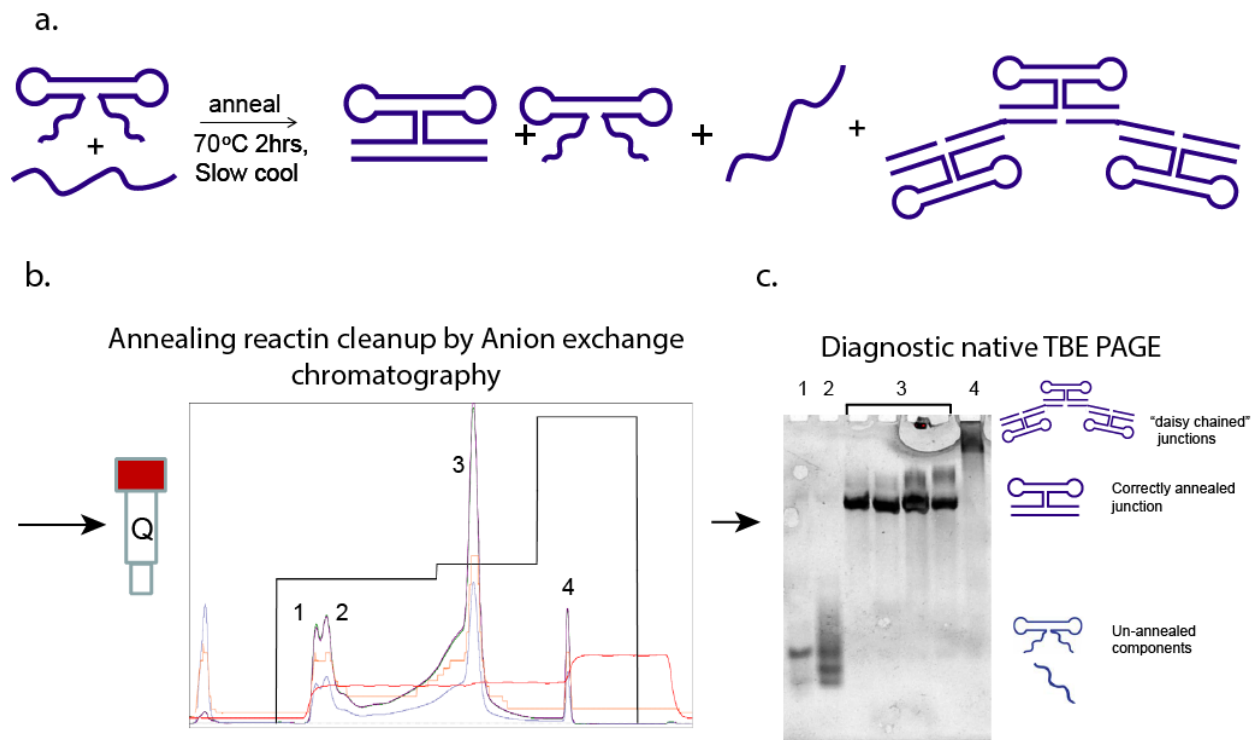 a.
+
anneal
70°C 2hrs,
Slow cool
+
+
+
b.
Annealing reactin cleanup by Anion exchange
chromatography
Q
1
2
3
4
c.
Diagnostic native TBE PAGE
1 2 3 4
"daisy chained"
junctions
Correctly annealed
junction
Un-annealed
components